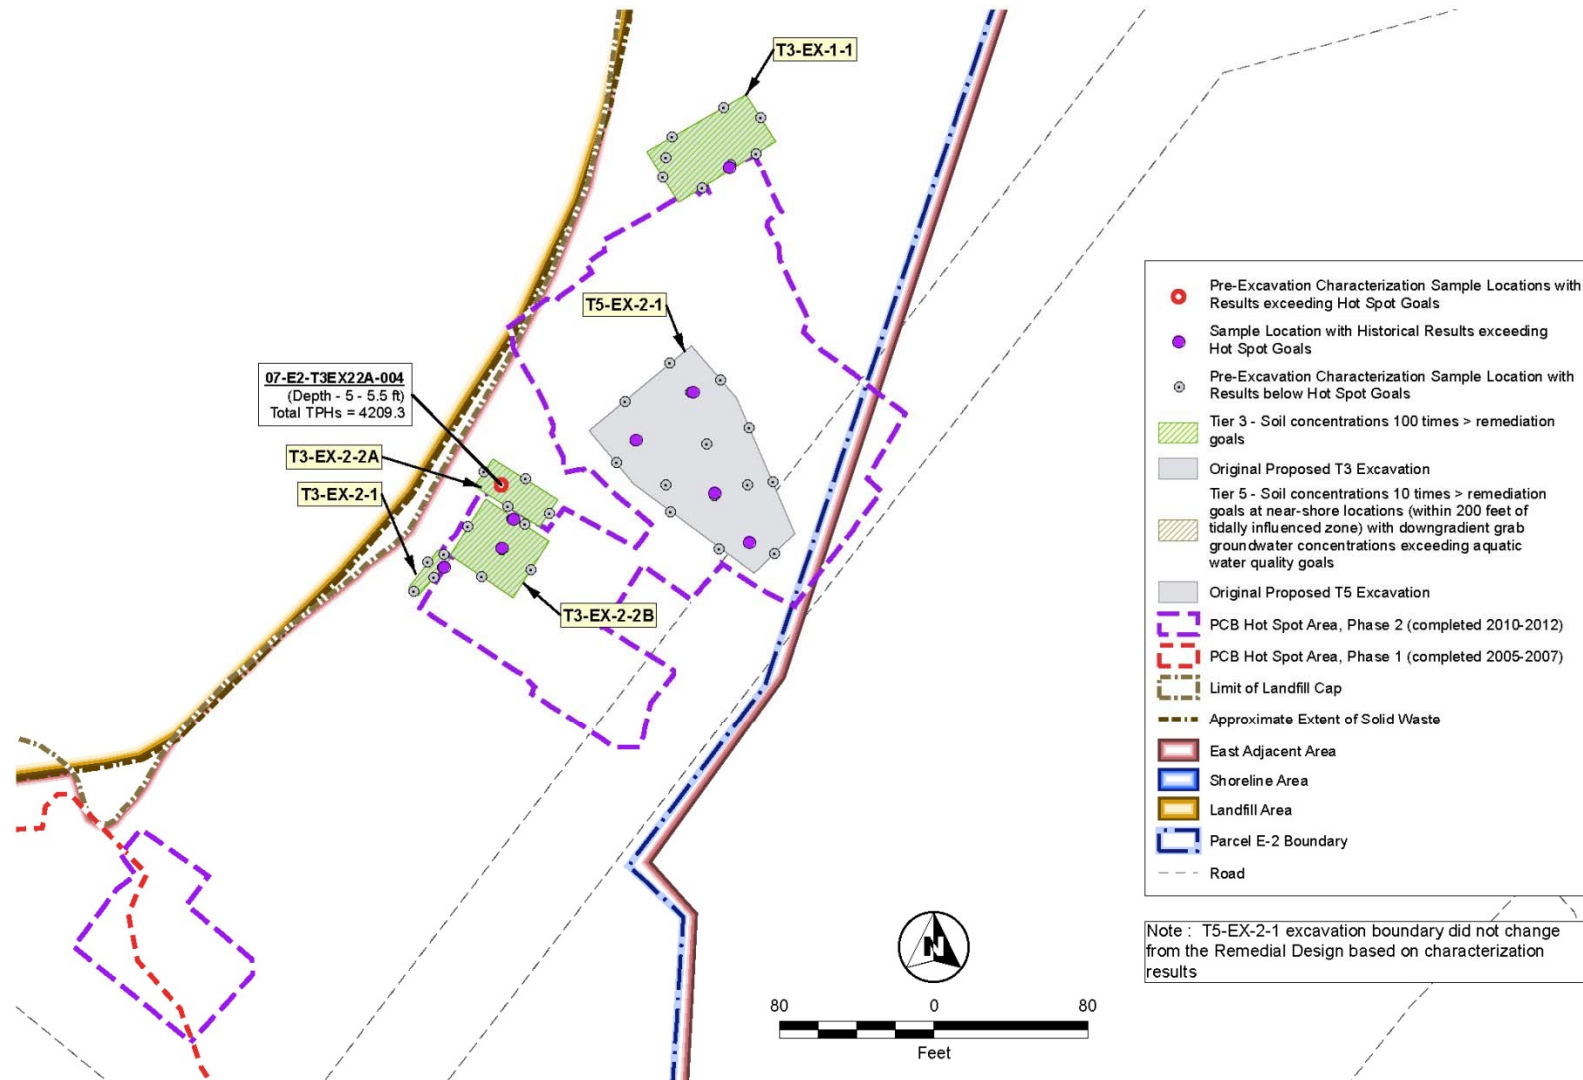 T3-EX-1-1
T5-EX-2-1
07-E2-T3EX22A-004
(Depth - 5 - 5.5 ft)
Total TPHs = 4209.3
T3-EX-2-2A
T3-EX-2-1
T3-EX-2-2B
Pre-Excavation Characterization Sample Locations with
Results exceeding Hot Spot Goals
Sample Location with Historical Results exceeding
Hot Spot Goals
Pre-Excavation Characterization Sample Location with
Results below Hot Spot Goals
Tier 3 - Soil concentrations 100 times > remediation
goals
Original Proposed T3 Excavation
Tier 5 - Soil concentrations 10 times > remediation
goals at near-shore locations (within 200 feet of
tidally influenced zone) with downgradient grab
groundwater concentrations exceeding aquatic
water quality goals
Original Proposed T5 Excavation
PCB Hot Spot Area, Phase 2 (completed 2010-2012)
PCB Hot Spot Area, Phase 1 (completed 2005-2007)
Limit of Landfill Cap
Approximate Extent of Solid Waste
East Adjacent Area
Shoreline Area
Landfill Area
Parcel E-2 Boundary
Road
Note : T5-EX-2-1 excavation boundary did not change
from the Remedial Design based on characterization
results
N
80 0 80
Feet